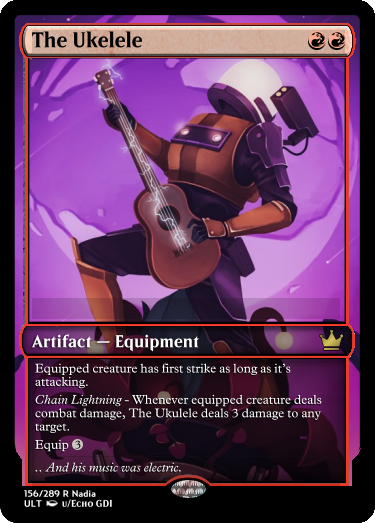 The Ukelele
Artifact — Equipment
Equipped creature has first strike as long as it's
attacking.
Chain Lightning - Whenever equipped creature deals
combat damage, The Ukulele deals 3 damage to any
target.
Equip 3
.. And his music was electric.
156/289 R Nadia
ULT u/Echo GDI